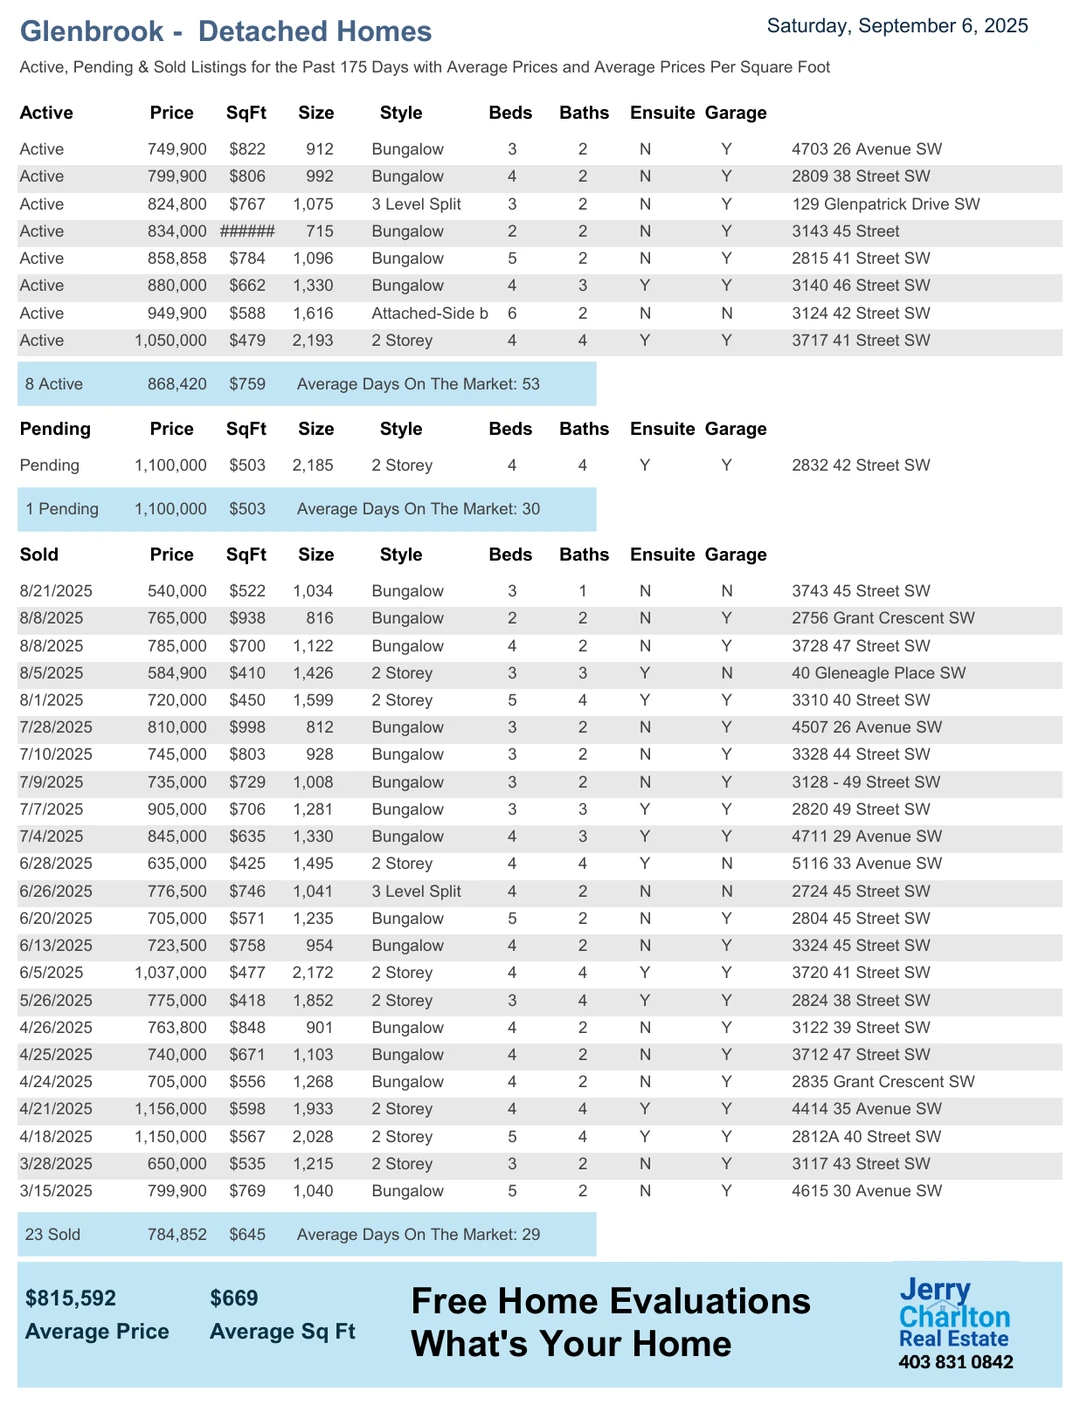 Glenbrook - Detached Homes
Saturday, September 6, 2025
Active, Pending & Sold Listings for the Past 175 Days with Average Prices and Average Prices Per Square Foot
Active Price SqFt Size Style Beds Baths Ensuite Garage
Active 749,900 $822 912 Bungalow 3 2 N Y 4703 26 Avenue SW
Active 799,900 $806 992 Bungalow 4 2 N Y 2809 38 Street SW
Active 824,800 $767 1,075 3 Level Split 3 2 N Y 129 Glenpatrick Drive SW
Active 834,000 ###### 715 Bungalow 2 2 N Y 3143 45 Street
Active 858,858 $784 1,096 Bungalow 5 2 N Y 2815 41 Street SW
Active 880,000 $662 1,330 Bungalow 4 3 Y Y 3140 46 Street SW
Active 949,900 $588 1,616 Attached-Side b 6 2 N N 3124 42 Street SW
Active 1,050,000 $479 2,193 2 Storey 4 4 Y Y 3717 41 Street SW
8 Active 868,420 $759 Average Days On The Market: 53
Pending Price SqFt Size Style Beds Baths Ensuite Garage
Pending 1,100,000 $503 2,185 2 Storey 4 4 Y Y 2832 42 Street SW
1 Pending 1,100,000 $503 Average Days On The Market: 30
Sold Price SqFt Size Style Beds Baths Ensuite Garage
8/21/2025 540,000 $522 1,034 Bungalow 3 1 N N 3743 45 Street SW
8/8/2025 765,000 $938 816 Bungalow 2 2 N Y 2756 Grant Crescent SW
8/8/2025 785,000 $700 1,122 Bungalow 4 2 N Y 3728 47 Street SW
8/5/2025 584,900 $410 1,426 2 Storey 3 3 Y N 40 Gleneagle Place SW
8/1/2025 720,000 $450 1,599 2 Storey 5 4 Y Y 3310 40 Street SW
7/28/2025 810,000 $998 812 Bungalow 3 2 N Y 4507 26 Avenue SW
7/10/2025 745,000 $803 928 Bungalow 3 2 N Y 3328 44 Street SW
7/9/2025 735,000 $729 1,008 Bungalow 3 2 N Y 3128 - 49 Street SW
7/7/2025 905,000 $706 1,281 Bungalow 3 3 Y Y 2820 49 Street SW
7/4/2025 845,000 $635 1,330 Bungalow 4 3 Y Y 4711 29 Avenue SW
6/28/2025 635,000 $425 1,495 2 Storey 4 4 Y N 5116 33 Avenue SW
6/26/2025 776,500 $746 1,041 3 Level Split 4 2 N N 2724 45 Street SW
6/20/2025 705,000 $571 1,235 Bungalow 5 2 N Y 2804 45 Street SW
6/13/2025 723,500 $758 954 Bungalow 4 2 N Y 3324 45 Street SW
6/5/2025 1,037,000 $477 2,172 2 Storey 4 4 Y Y 3720 41 Street SW
5/26/2025 775,000 $418 1,852 2 Storey 3 4 Y Y 2824 38 Street SW
4/26/2025 763,800 $848 901 Bungalow 4 2 N Y 3122 39 Street SW
4/25/2025 740,000 $671 1,103 Bungalow 4 2 N Y 3712 47 Street SW
4/24/2025 705,000 $556 1,268 Bungalow 4 2 N Y 2835 Grant Crescent SW
4/21/2025 1,156,000 $598 1,933 2 Storey 4 4 Y Y 4414 35 Avenue SW
4/18/2025 1,150,000 $567 2,028 2 Storey 5 4 Y Y 2812A 40 Street SW
3/28/2025 650,000 $535 1,215 2 Storey 3 2 N Y 3117 43 Street SW
3/15/2025 799,900 $769 1,040 Bungalow 5 2 N Y 4615 30 Avenue SW
23 Sold 784,852 $645 Average Days On The Market: 29
$815,592 $669
Average Price Average Sq Ft
Free Home Evaluations
What's Your Home
Jerry
Charlton
Real Estate
403 831 0842